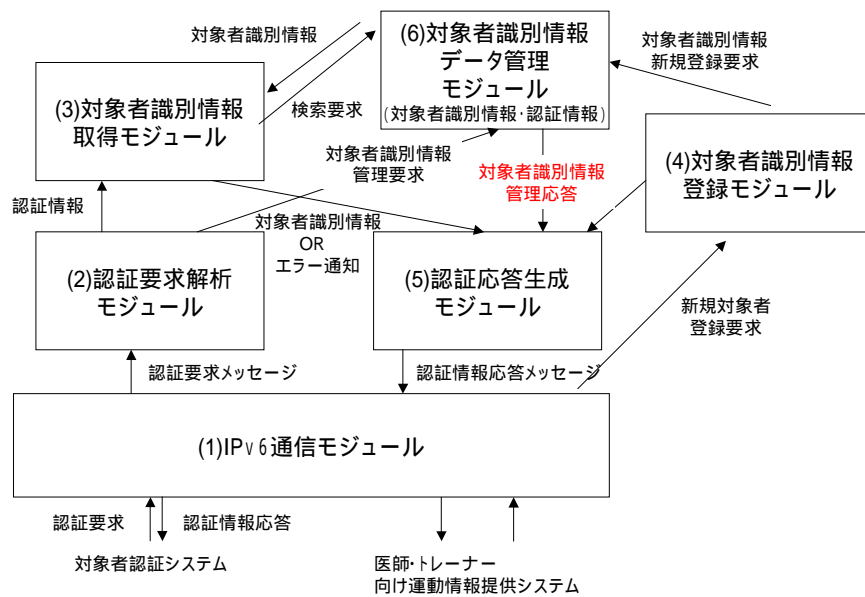 対象者識別情報
(6)対象者識別情報
データ管理
モジュール
(対象者識別情報・認証情報)
対象者識別情報
新規登録要求
(3)対象者識別情報
取得モジュール
検索要求
対象者識別情報
管理要求
対象者識別情報
管理応答
(4)対象者識別情報
登録モジュール
認証情報
対象者識別情報
OR
エラー通知
(2)認証要求解析
モジュール
(5)認証応答生成
モジュール
新規対象者
登録要求
認証要求メッセージ
認証情報応答メッセージ
(1)IPv6通信モジュール
認証要求
認証情報応答
対象者認証システム
医師・トレーナー
向け運動情報提供システム